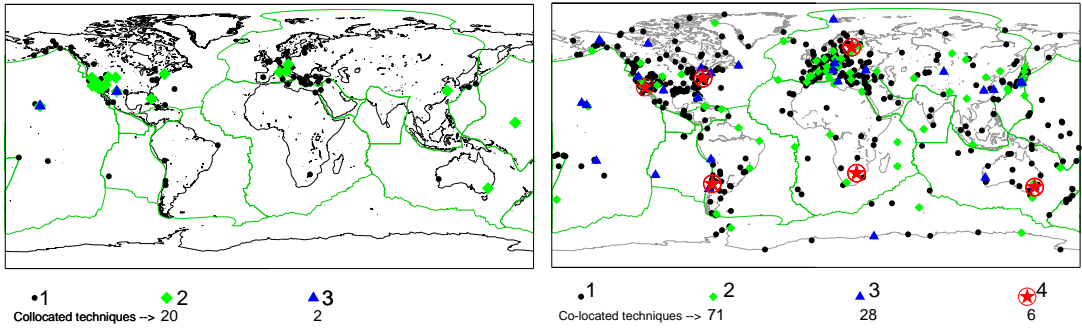 1 2 3
Collocated techniques --> 20 2
1 2 3 4
Co-located techniques --> 71 28 6